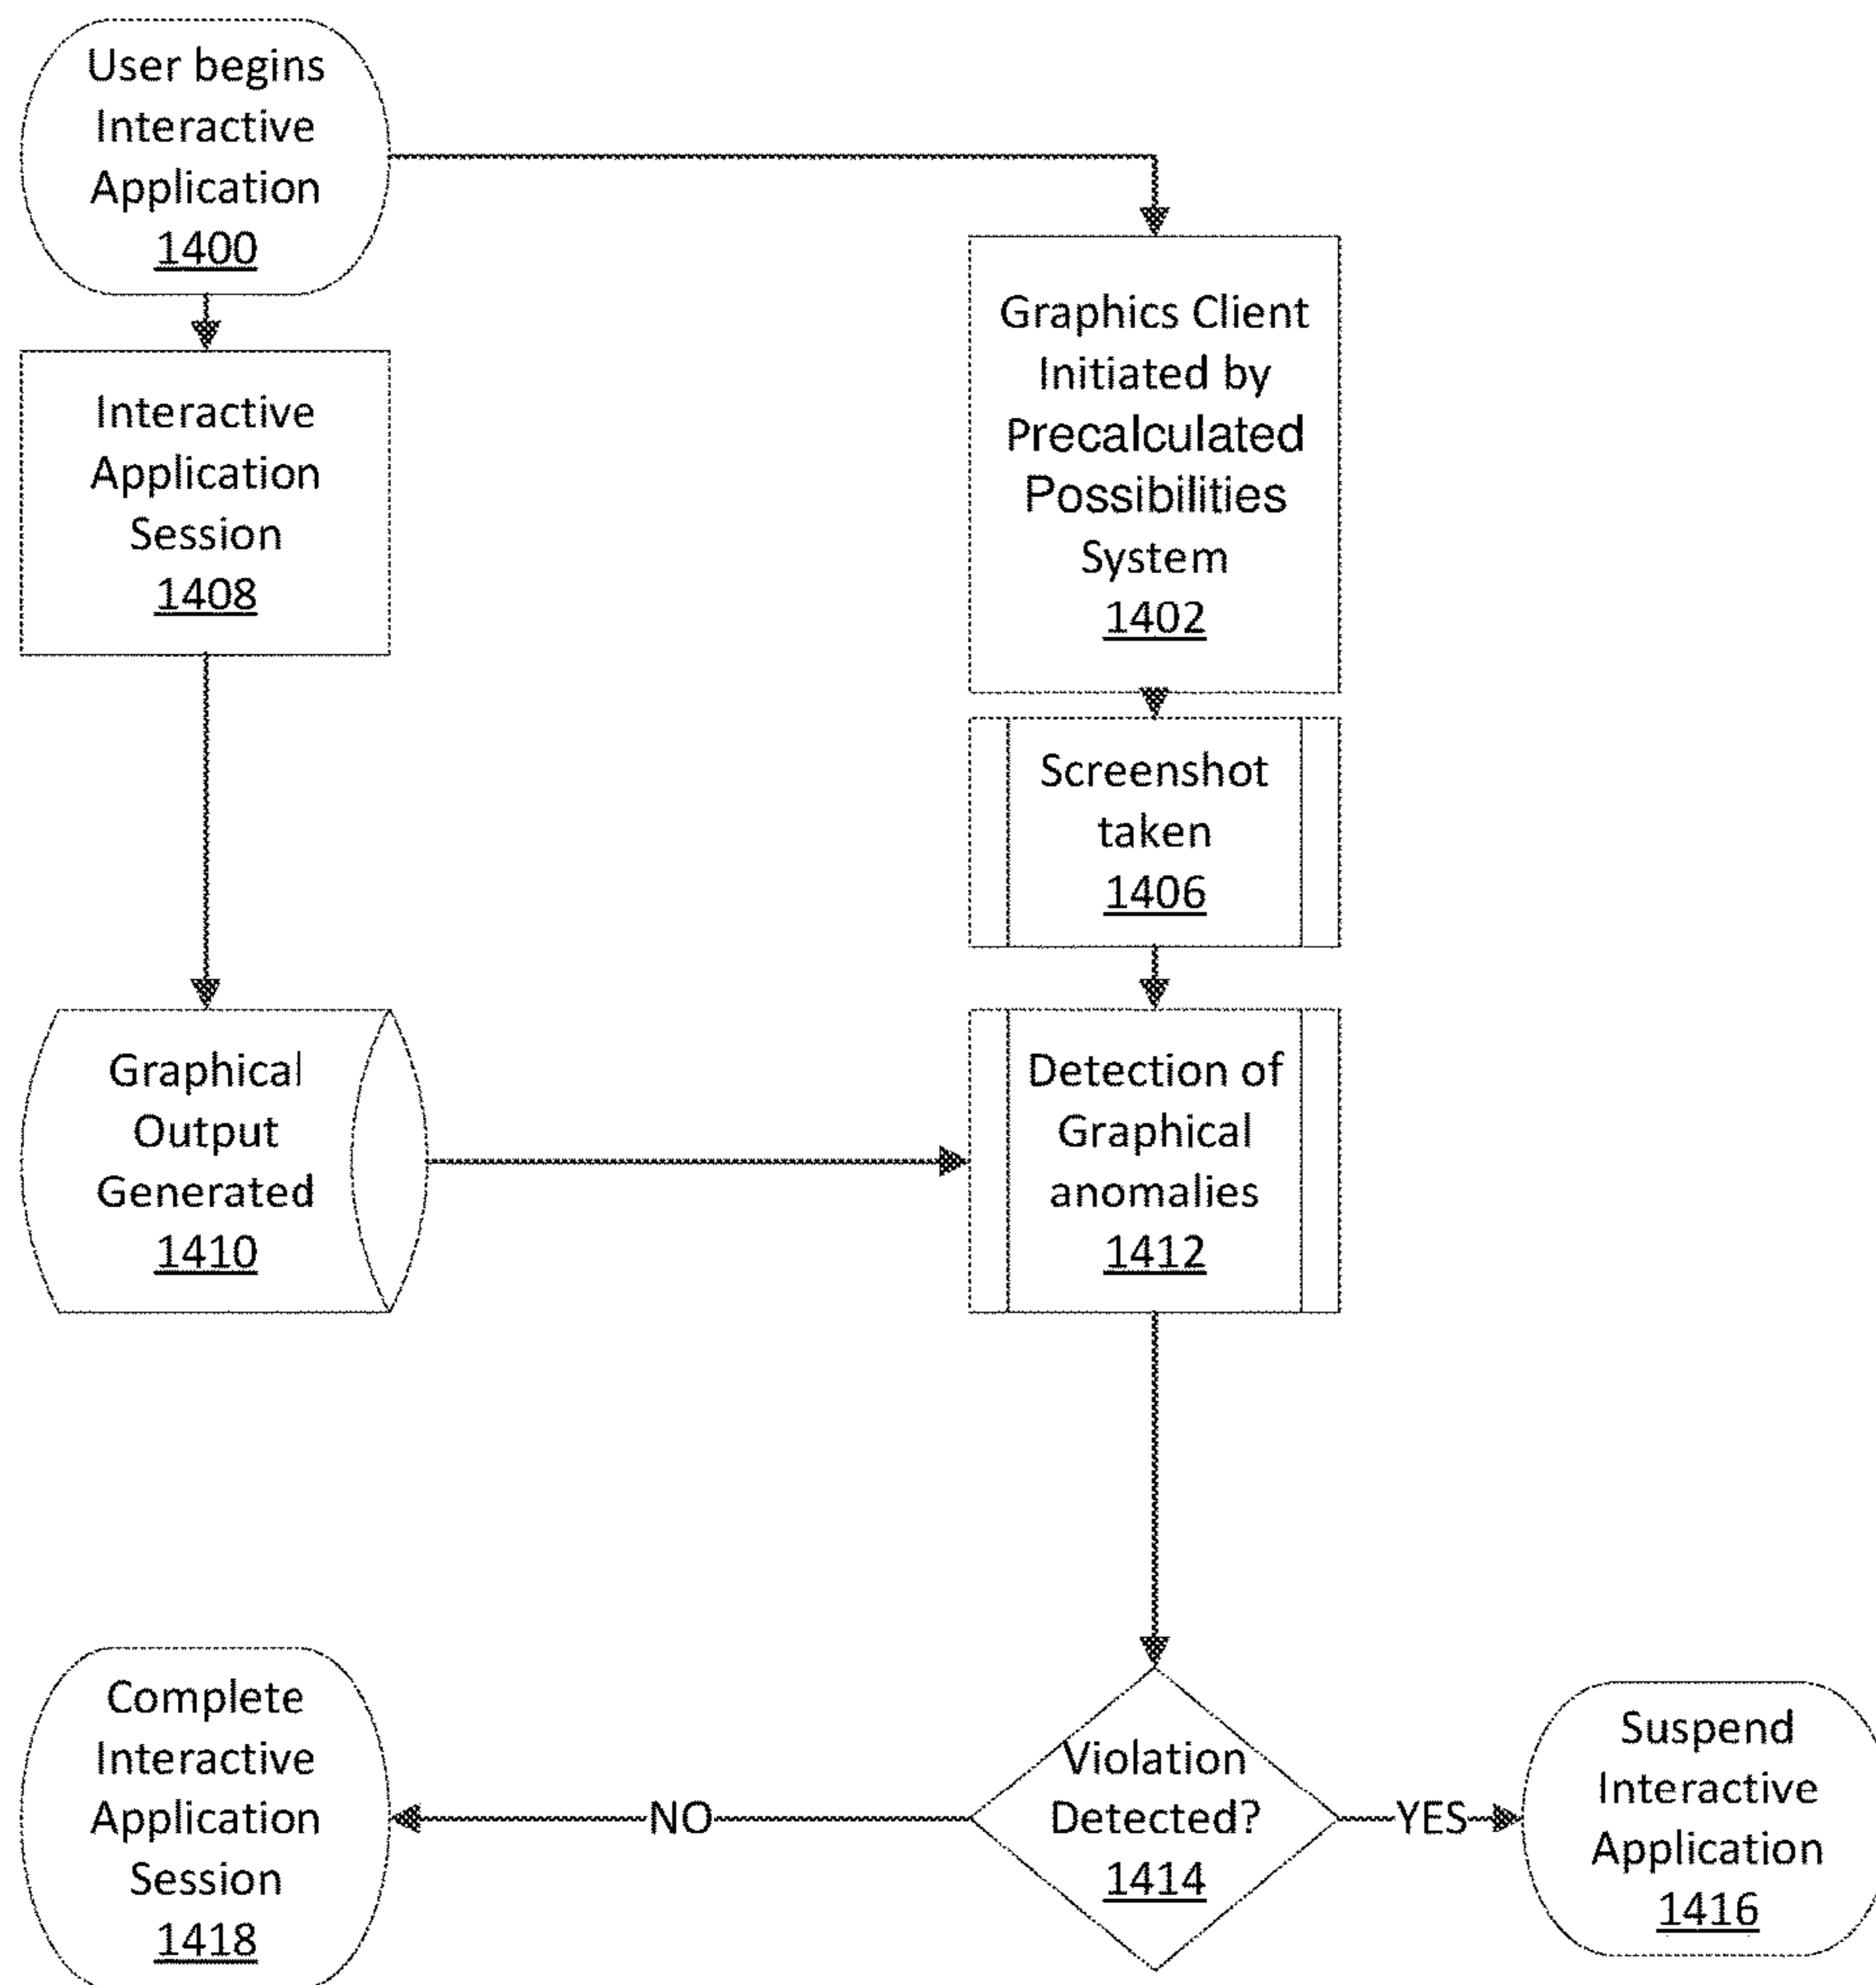 User begins
Interactive
Application
1400
Interactive
Application
Session
1408
Graphics Client
Initiated by
Precalculated
Possibilities
System
1402
Screenshot
taken
1406
Graphical
Output
Generated
1410
Detection of
Graphical
anomalies
1412
Complete
Interactive
Application
Session
1418
NO
Violation
Detected?
1414
YES
Suspend
Interactive
Application
1416